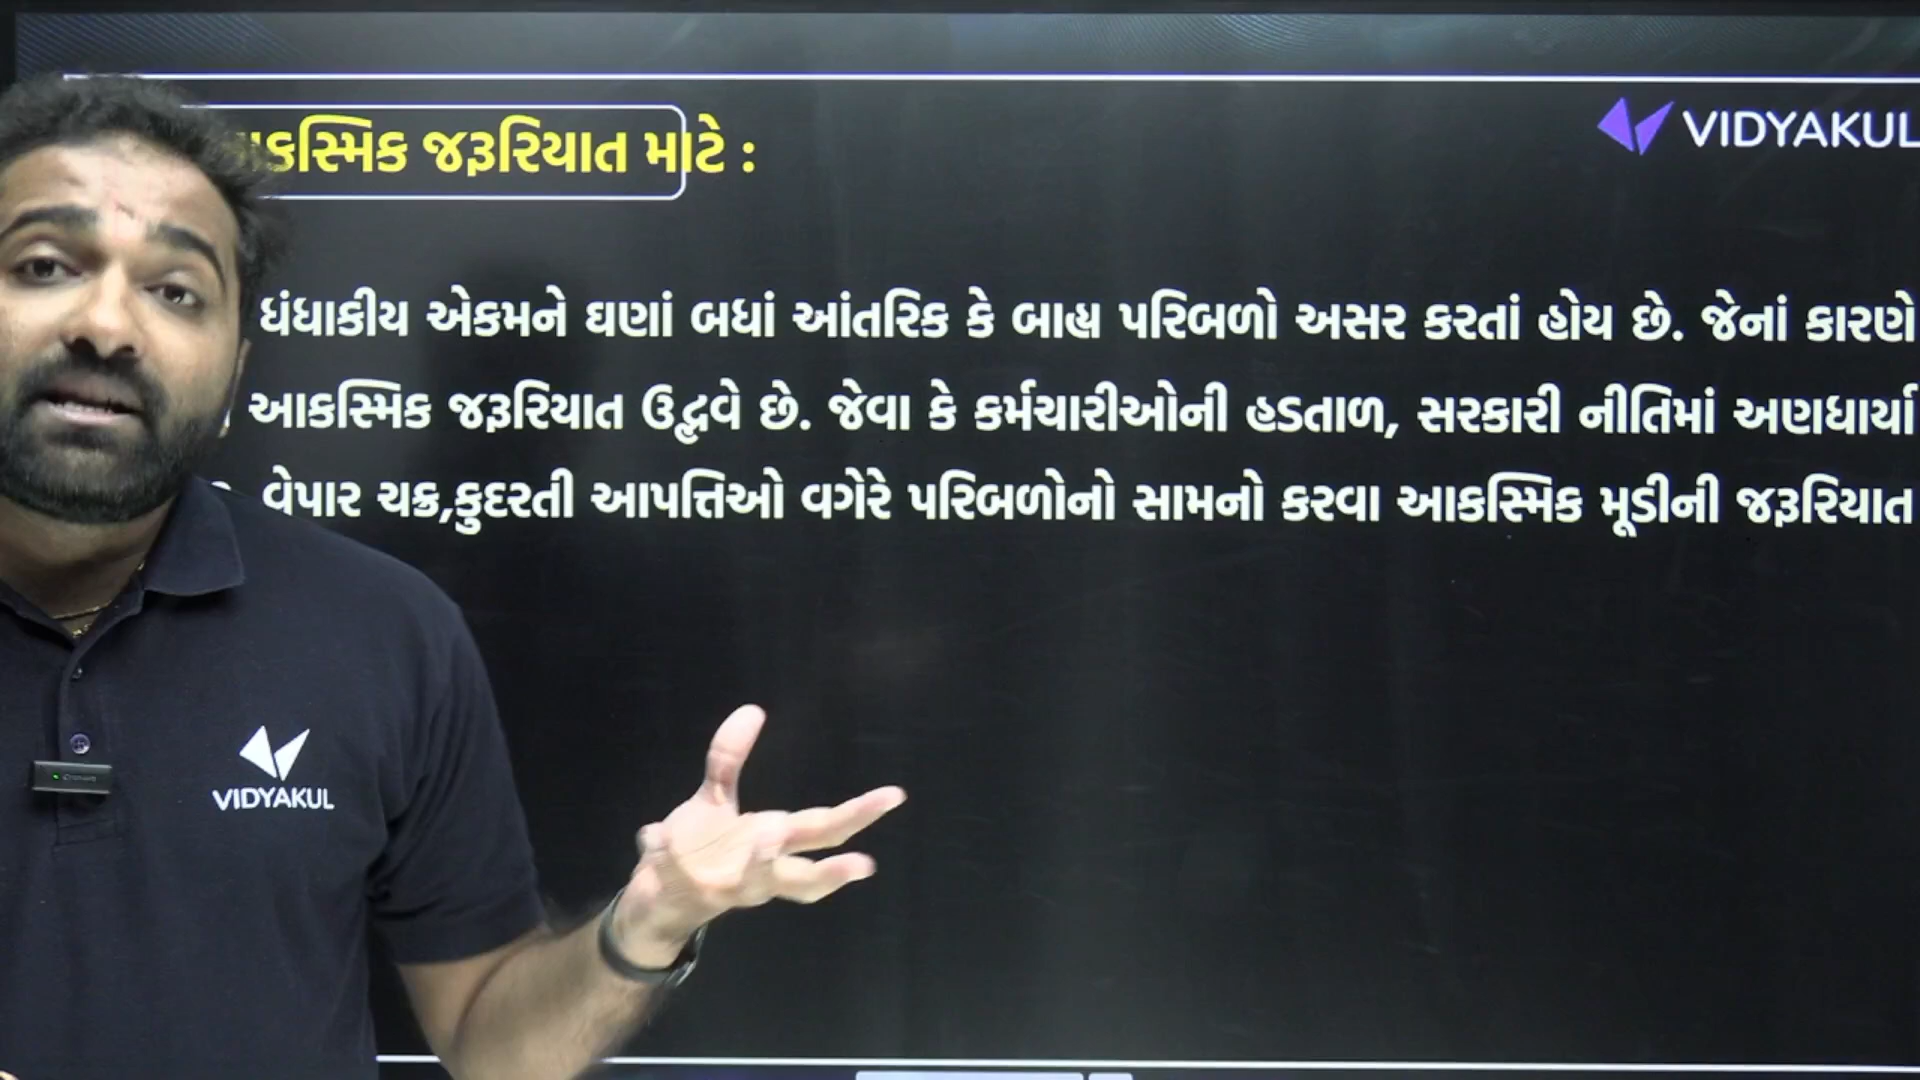 VIDYAKUL
જરૂરિયાત માટે :
ધંધાકીય એકમને ઘણાં બધાં આંતરિક કે બાહ્ય પરિબળો અસર કરતાં હોય છે. જેનાં કારણે
આકસ્મિક જરૂરિયાત ઉદ્ભવે છે. જેવા કે કર્મચારીઓની હડતાળ, સરકારી નીતિમાં અણધાર્યા
વેપાર ચક્ર,કુદરતી આપત્તિઓ વગેરે પરિબળોનો સામનો કરવા આકસ્મિક મૂડીની જરૂરિયાત
VIDYAKUL